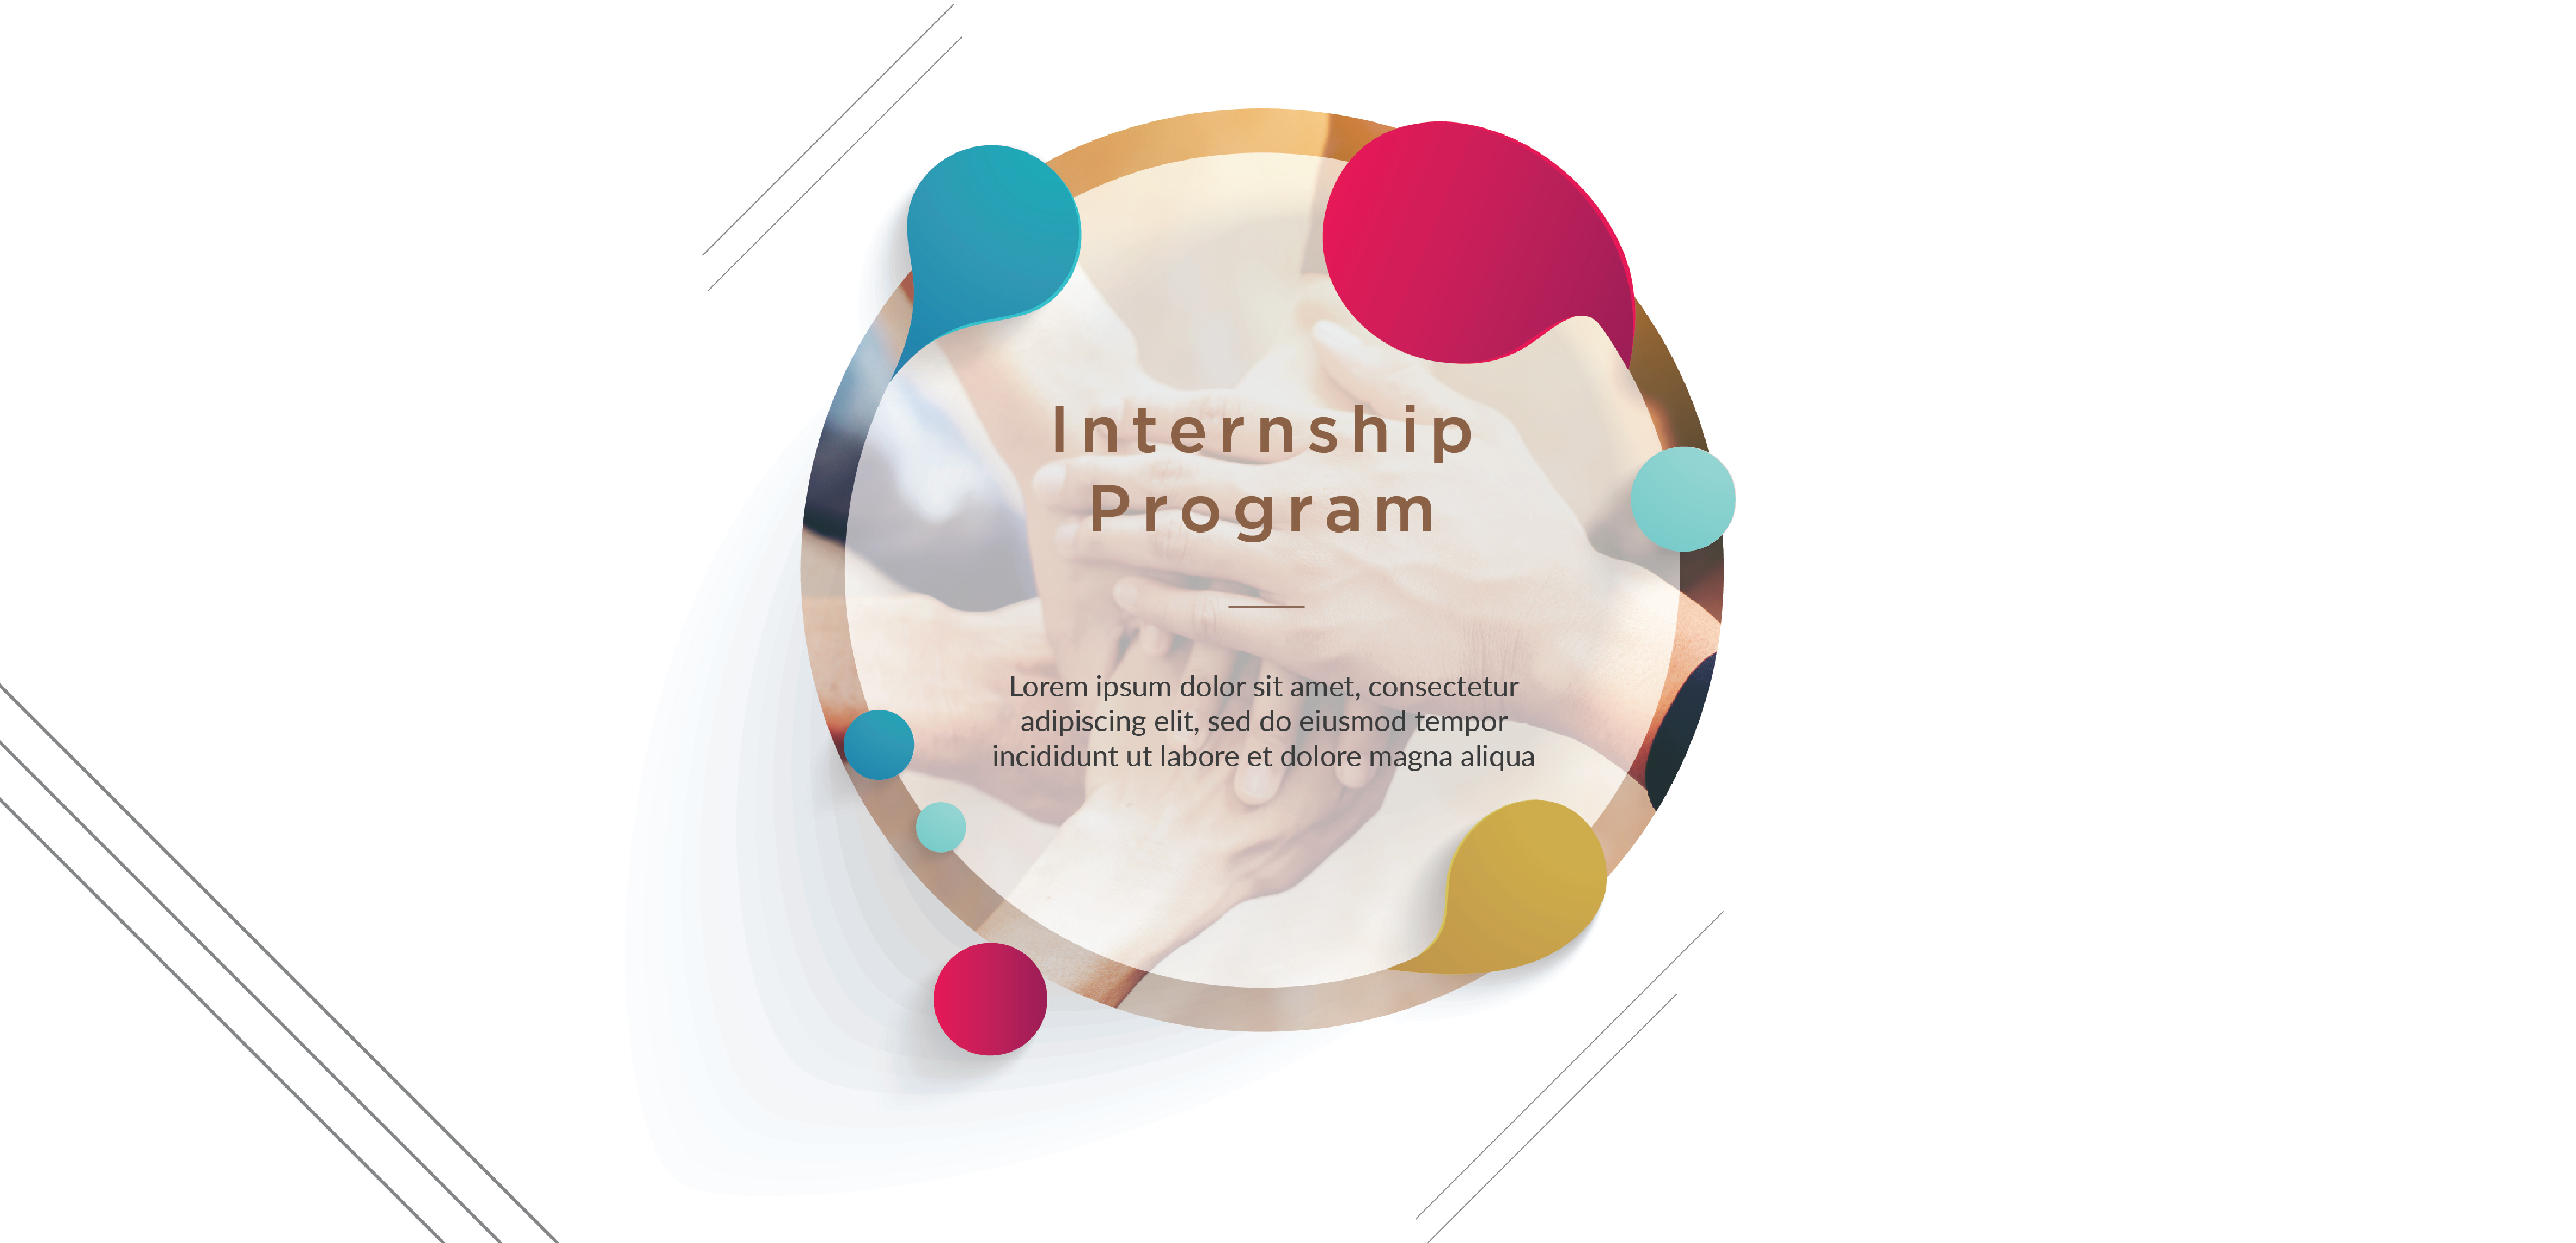 Internship
Program
Lorem ipsum dolor sit amet, consectetur
adipiscing elit, sed do eiusmod tempor
incididunt ut labore et dolore magna aliqua